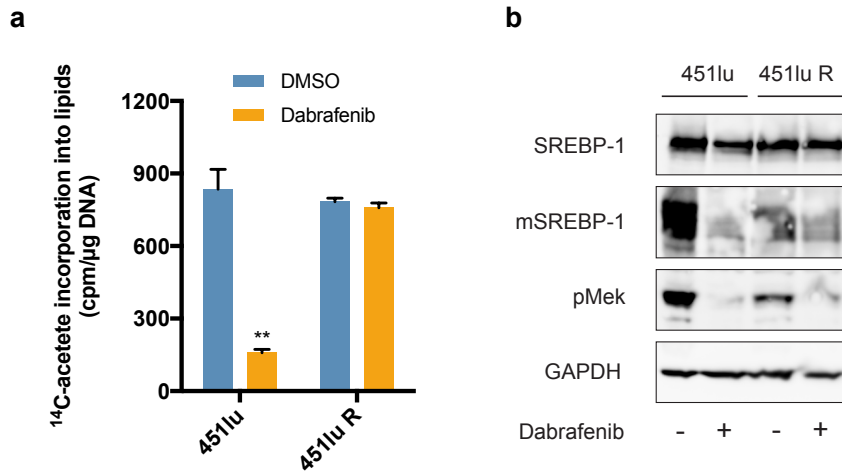 a
DMSO
Dabrafenib
¹⁴C-acetete incorporation into lipids
(cpm/µg DNA)
1200
900
600
300
0
**
451lu
451lu R
b
451lu 451lu R
SREBP-1
mSREBP-1
pMek
GAPDH
Dabrafenib - + - +